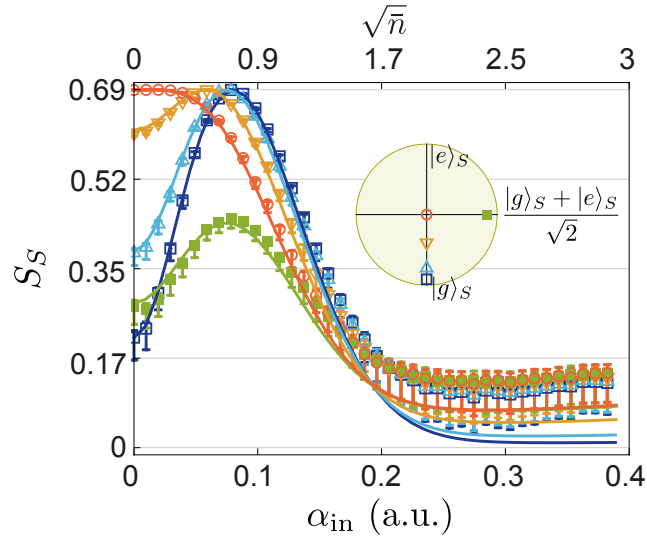 √n̄
0 0.9 1.7 2.5 3
0.69
0.52
0.35
0.17
0
S_S
|e⟩_S
|g⟩_S + |e⟩_S
√2
|g⟩_S
0 0.1 0.2 0.3 0.4
α_in (a.u.)